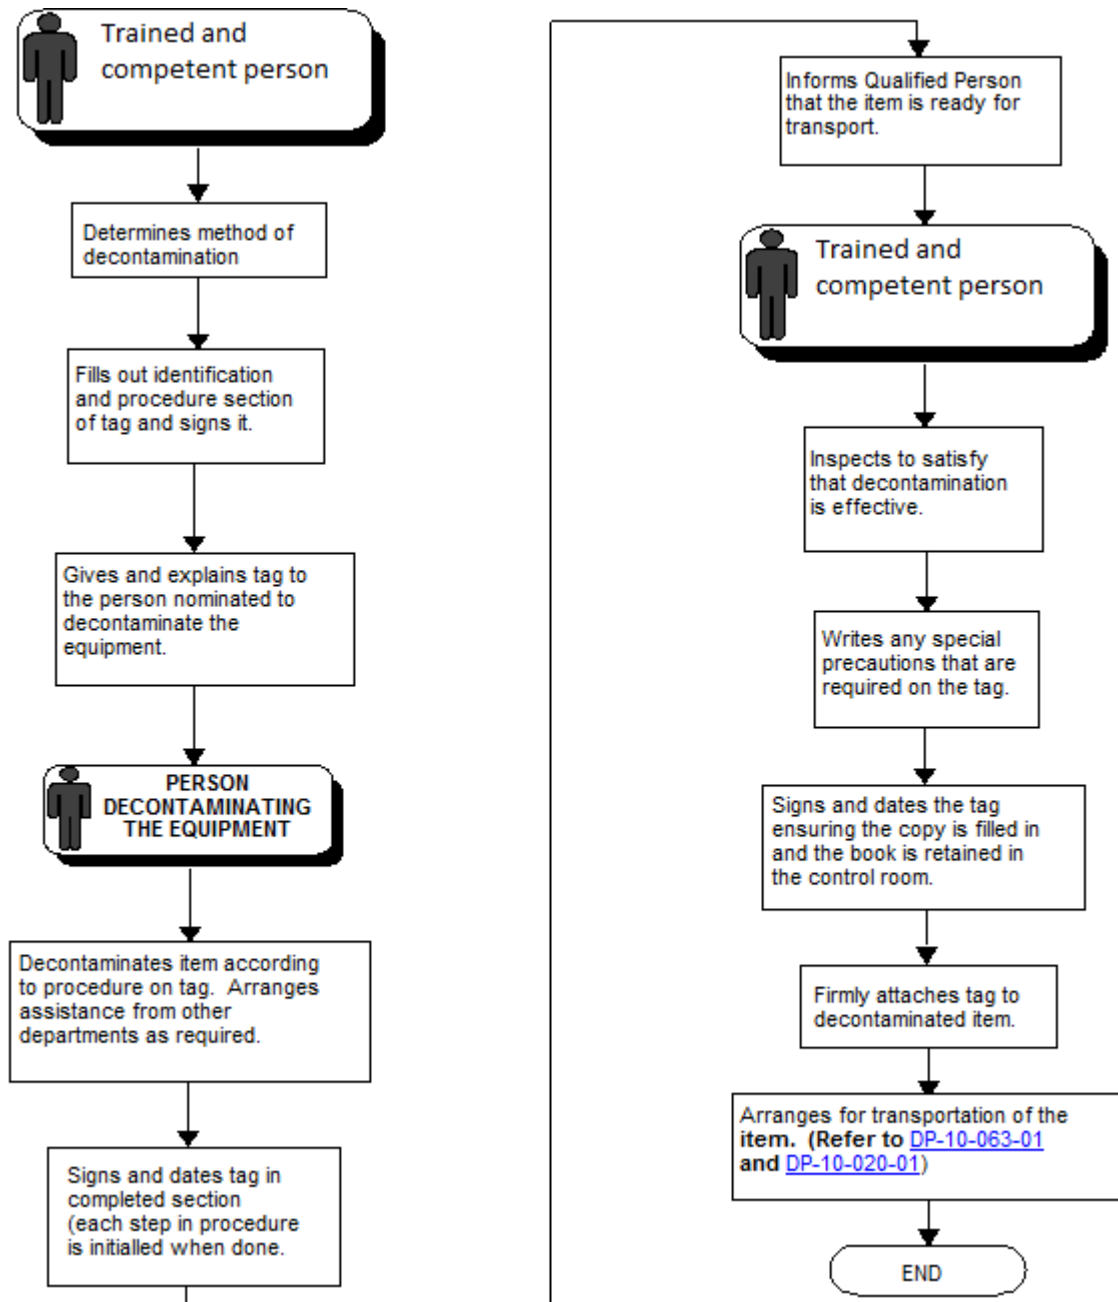 Trained and
competent person
Determines method of
decontamination
Fills out identification
and procedure section
of tag and signs it.
Gives and explains tag to
the person nominated to
decontaminate the
equipment.
PERSON
DECONTAMINATING
THE EQUIPMENT
Decontaminates item according
to procedure on tag.  Arranges
assistance from other
departments as required.
Signs and dates tag in
completed section
(each step in procedure
is initialled when done.
Informs Qualified Person
that the item is ready for
transport.
Trained and
competent person
Inspects to satisfy
that decontamination
is effective.
Writes any special
precautions that are
required on the tag.
Signs and dates the tag
ensuring the copy is filled in
and the book is retained in
the control room.
Firmly attaches tag to
decontaminated item.
Arranges for transportation of the
item.  (Refer to DP-10-063-01
and DP-10-020-01)
END